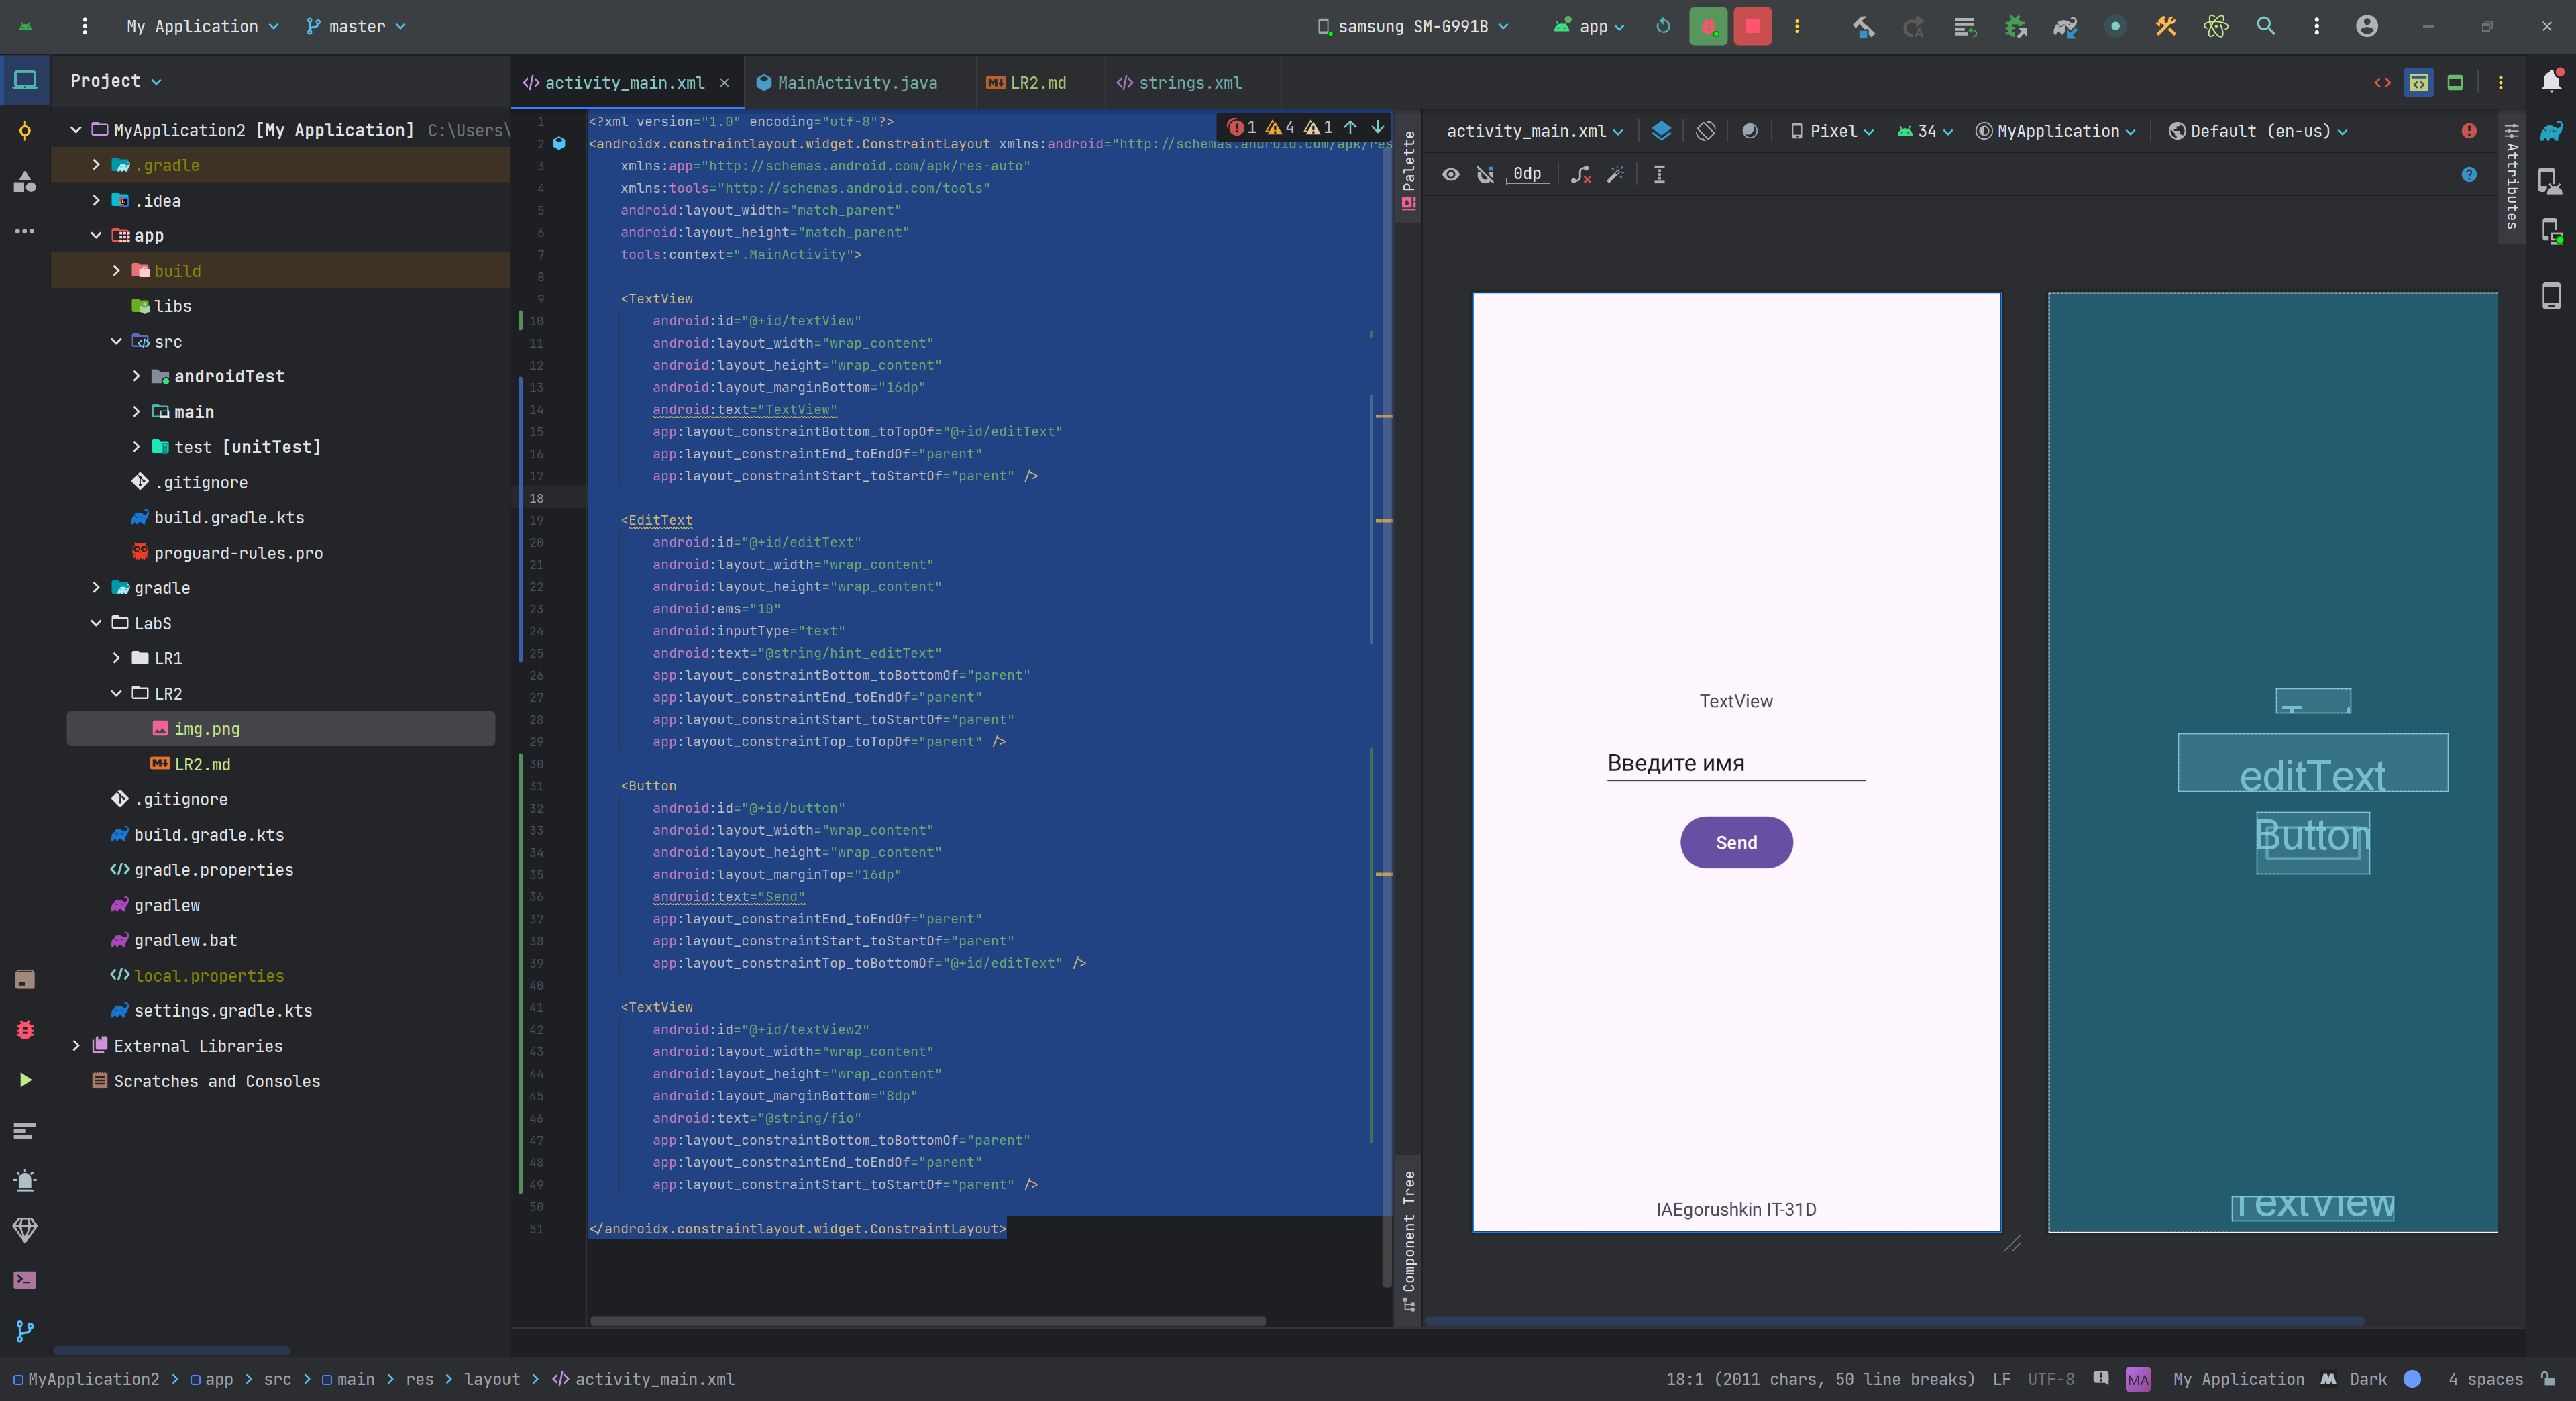 My Application
master
samsung SM-G991B
app
Project
activity_main.xml
MainActivity.java
LR2.md
strings.xml
MyApplication2 [My Application] C:\Users\
.gradle
.idea
app
build
libs
src
androidTest
main
test [unitTest]
.gitignore
build.gradle.kts
proguard-rules.pro
gradle
LabS
LR1
LR2
img.png
LR2.md
.gitignore
build.gradle.kts
gradle.properties
gradlew
gradlew.bat
local.properties
settings.gradle.kts
External Libraries
Scratches and Consoles
1 <?xml version="1.0" encoding="utf-8"?>
1 4 1
2 <androidx.constraintlayout.widget.ConstraintLayout xmlns:android="http://schemas.android.com/apk/res
3 xmlns:app="http://schemas.android.com/apk/res-auto"
4 xmlns:tools="http://schemas.android.com/tools"
5 android:layout_width="match_parent"
6 android:layout_height="match_parent"
7 tools:context=".MainActivity">
8
9 <TextView
10 android:id="@+id/textView"
11 android:layout_width="wrap_content"
12 android:layout_height="wrap_content"
13 android:layout_marginBottom="16dp"
14 android:text="TextView"
15 app:layout_constraintBottom_toTopOf="@+id/editText"
16 app:layout_constraintEnd_toEndOf="parent"
17 app:layout_constraintStart_toStartOf="parent" />
18
19 <EditText
20 android:id="@+id/editText"
21 android:layout_width="wrap_content"
22 android:layout_height="wrap_content"
23 android:ems="10"
24 android:inputType="text"
25 android:text="@string/hint_editText"
26 app:layout_constraintBottom_toBottomOf="parent"
27 app:layout_constraintEnd_toEndOf="parent"
28 app:layout_constraintStart_toStartOf="parent"
29 app:layout_constraintTop_toTopOf="parent" />
30
31 <Button
32 android:id="@+id/button"
33 android:layout_width="wrap_content"
34 android:layout_height="wrap_content"
35 android:layout_marginTop="16dp"
36 android:text="Send"
37 app:layout_constraintEnd_toEndOf="parent"
38 app:layout_constraintStart_toStartOf="parent"
39 app:layout_constraintTop_toBottomOf="@+id/editText" />
40
41 <TextView
42 android:id="@+id/textView2"
43 android:layout_width="wrap_content"
44 android:layout_height="wrap_content"
45 android:layout_marginBottom="8dp"
46 android:text="@string/fio"
47 app:layout_constraintBottom_toBottomOf="parent"
48 app:layout_constraintEnd_toEndOf="parent"
49 app:layout_constraintStart_toStartOf="parent" />
50
51 </androidx.constraintlayout.widget.ConstraintLayout>
Palette
Component Tree
activity_main.xml
Pixel
34
MyApplication
Default (en-us)
0dp
Attributes
TextView
Введите имя
Send
IAEgorushkin IT-31D
editText
Button
TextView
MyApplication2 > app > src > main > res > layout > activity_main.xml
18:1 (2011 chars, 50 line breaks) LF UTF-8 MA My Application Dark 4 spaces